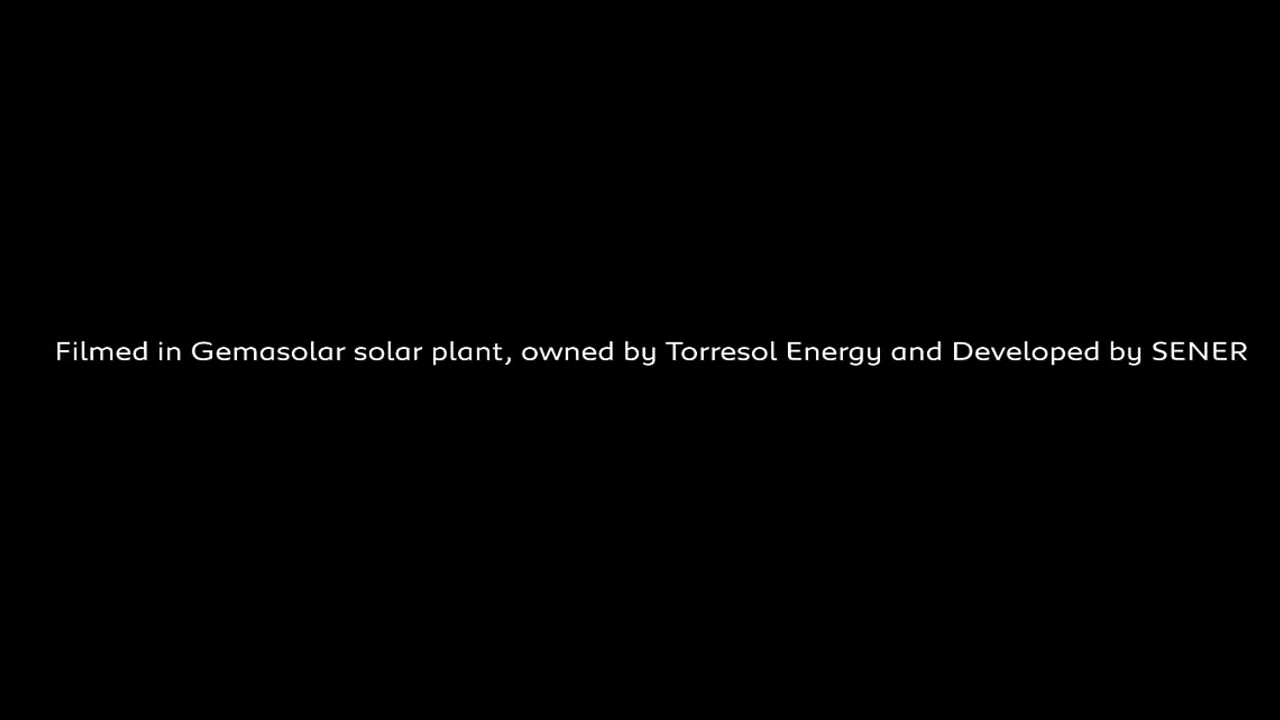 Filmed in Gemasolar solar plant, owned by Torresol Energy and Developed by SENER